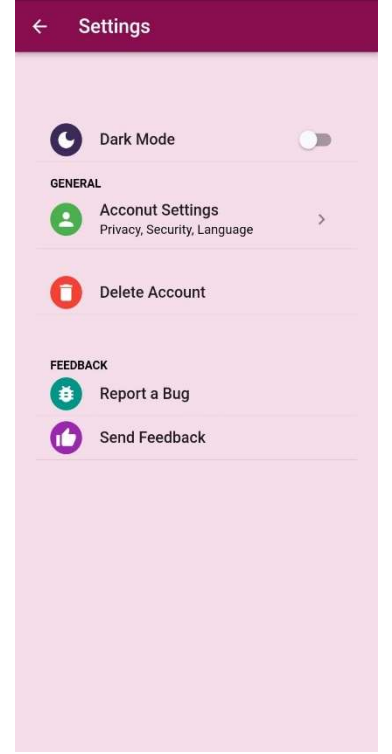 Settings
Dark Mode
GENERAL
Acconut Settings
Privacy, Security, Language
Delete Account
FEEDBACK
Report a Bug
Send Feedback